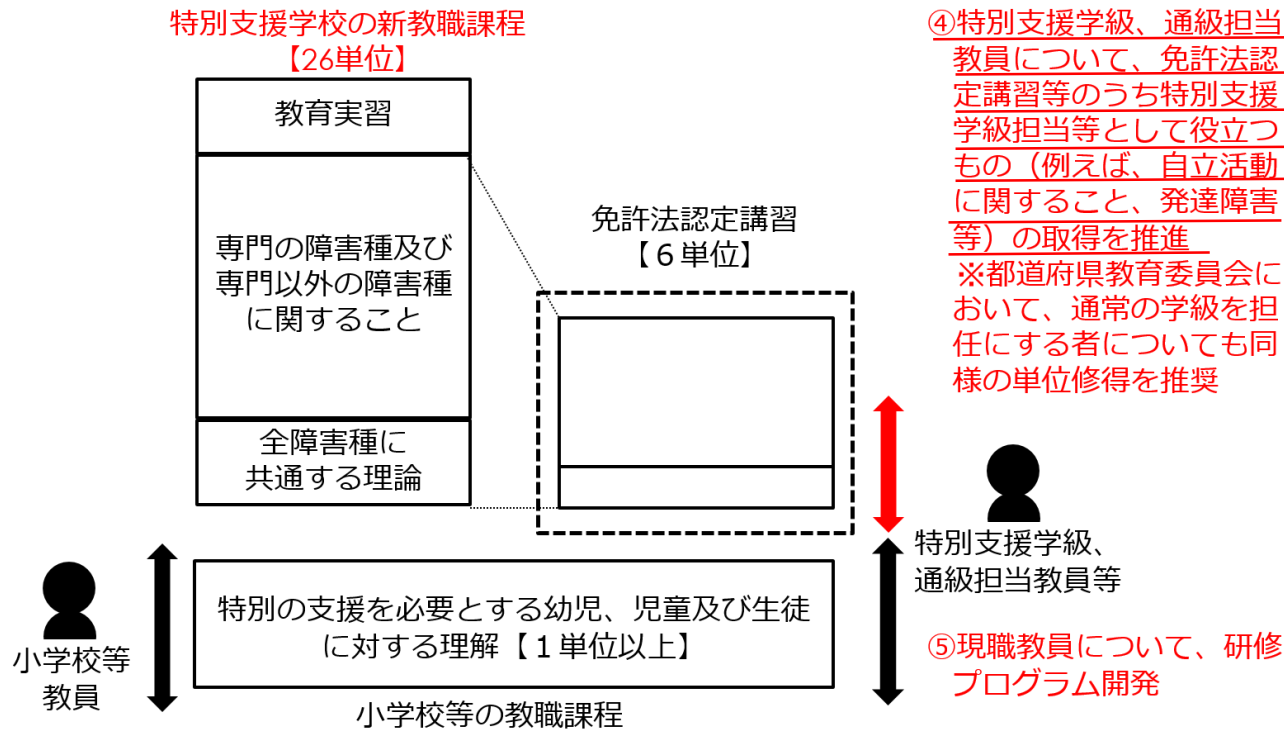 特別支援学校の新教職課程
【26単位】
教育実習
専門の障害種及び
専門以外の障害種
に関すること
全障害種に
共通する理論
免許法認定講習
【６単位】
④特別支援学級、通級担当
教員について、免許法認
定講習等のうち特別支援
学級担当等として役立つ
もの（例えば、自立活動
に関すること、発達障害
等）の取得を推進
※都道府県教育委員会に
おいて、通常の学級を担
任にする者についても同
様の単位修得を推奨
特別支援学級、
通級担当教員等
小学校等
教員
特別の支援を必要とする幼児、児童及び生徒
に対する理解【１単位以上】
小学校等の教職課程
⑤現職教員について、研修
プログラム開発